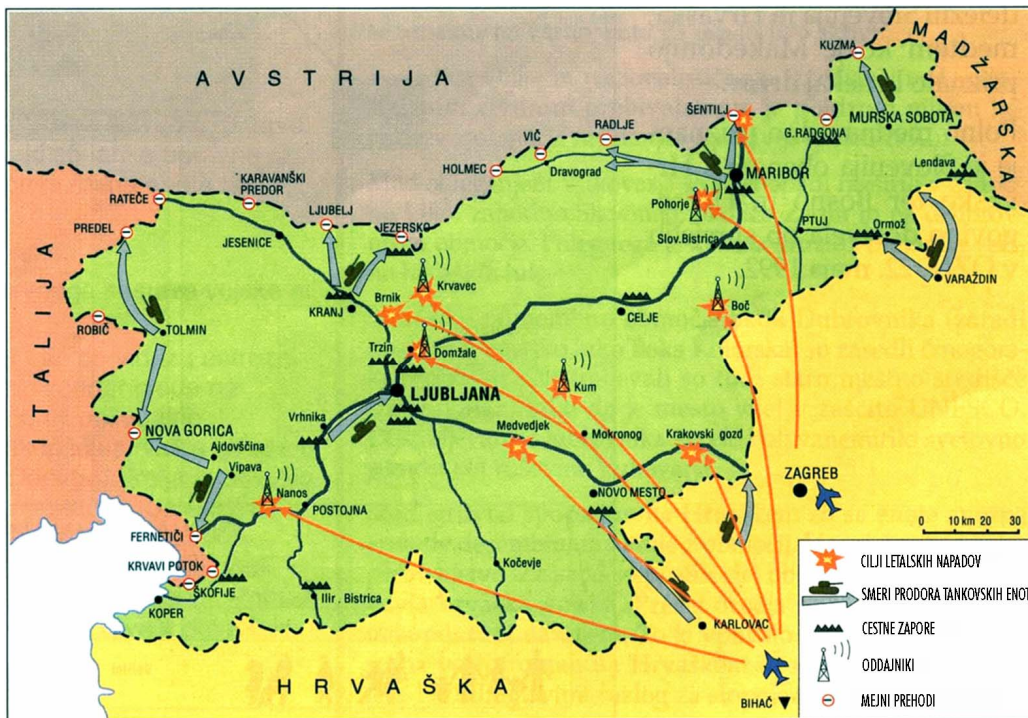 AVSTRIJA
MADŽARSKA
KUZMA
ŠENTILJ
RADLJE
VIČ
G.RADGONA
MURSKA SOBOTA
HOLMEC
Dravograd
MARIBOR
Lendava
KARAVANŠKI
PREDOR
RATEČE
LJUBELJ
Pohorje
PREDEL
JEZERSKO
PTUJ
Ormož
JESENICE
Slov.Bistrica
ITALIJA
Krvavec
VARAŽDIN
Brnik
KRANJ
CELJE
Boč
ROBIČ
TOLMIN
Trzin
Domžale
Kum
LJUBLJANA
Vrhnika
Medvedjek
Mokronog
Krakovski gozd
NOVA GORICA
Ajdovščina
Vipava
ZAGREB
Nanos
POSTOJNA
NOVO MESTO
0 10 km 20 30
FERNETIČI
KRVAVI POTOK
Kočevje
ŠKOFIJE
KOPER
Ilir. Bistrica
KARLOVAC
HRVAŠKA
BIHAČ
CILJI LETALSKIH NAPADOV
SMERI PRODORA TANKOVSKIH ENOT
CESTNE ZAPORE
ODDAJNIKI
MEJNI PREHODI